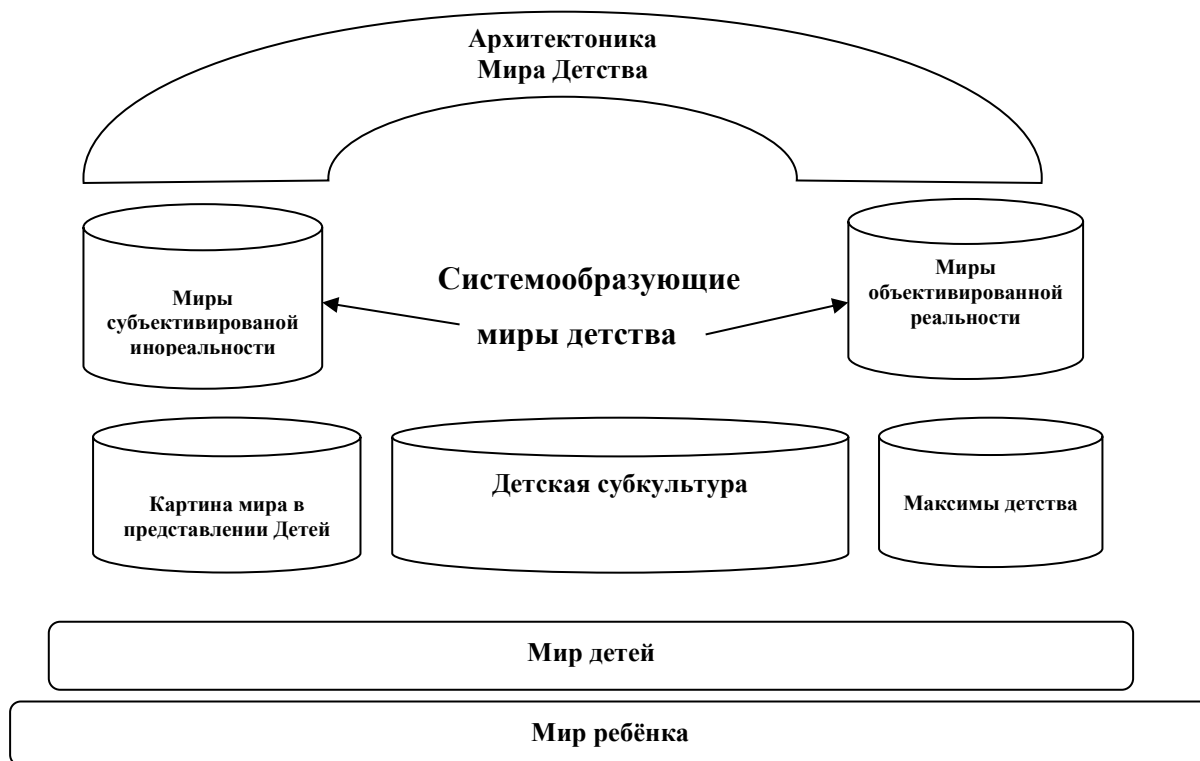 Архитектоника
Мира Детства
Системообразующие
миры детства
Миры
субъективированой
инореальности
Миры
объективированной
реальности
Картина мира в
представлении Детей
Детская субкультура
Максимы детства
Мир детей
Мир ребёнка